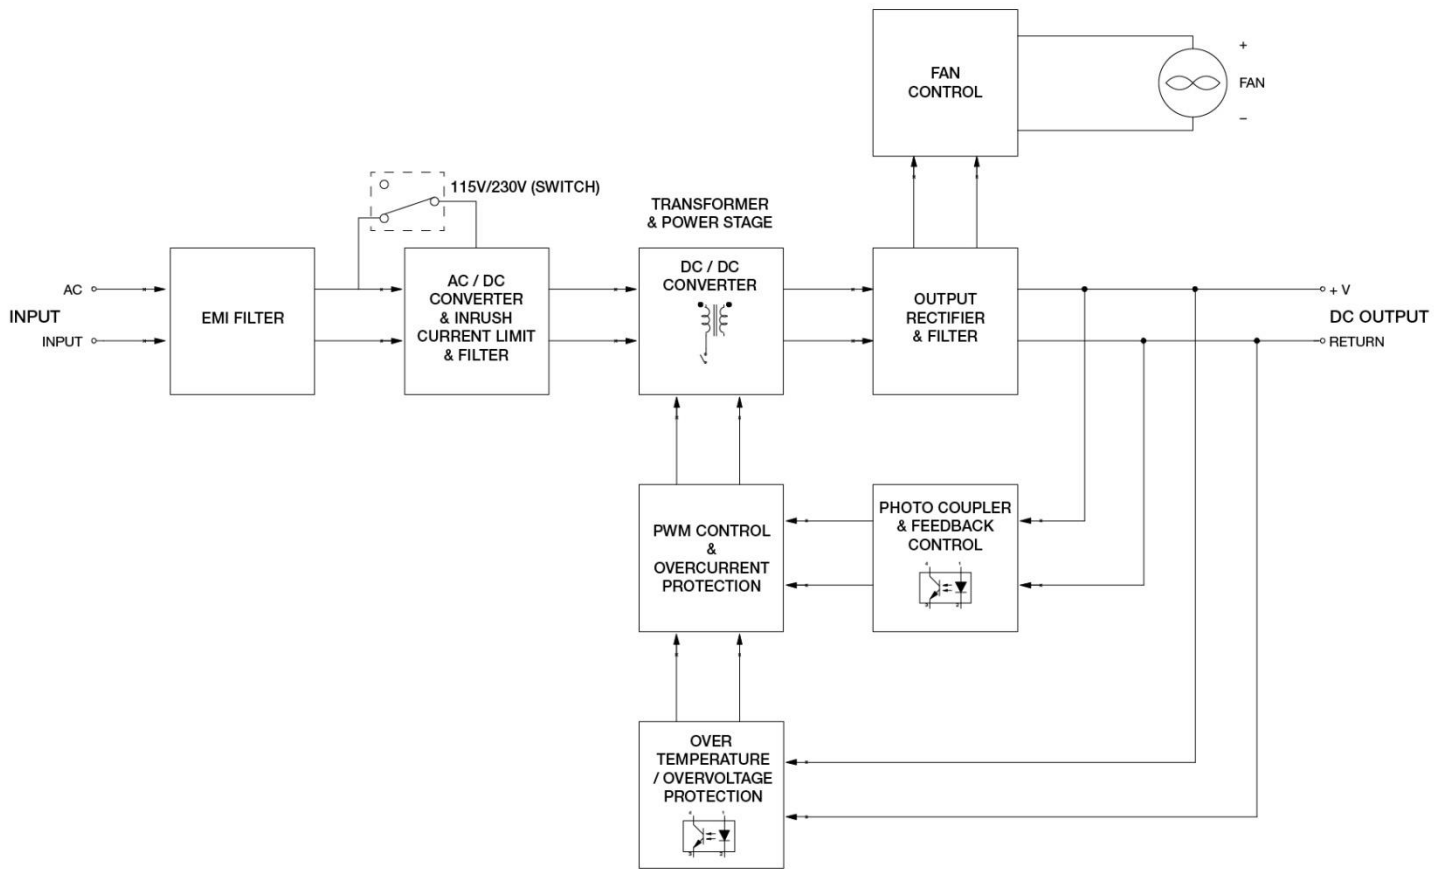 FAN
CONTROL
+
FAN
−
115V/230V (SWITCH)
TRANSFORMER
& POWER STAGE
AC
INPUT
INPUT
EMI FILTER
AC / DC
CONVERTER
& INRUSH
CURRENT LIMIT
& FILTER
DC / DC
CONVERTER
OUTPUT
RECTIFIER
& FILTER
+ V
DC OUTPUT
RETURN
PWM CONTROL
&
OVERCURRENT
PROTECTION
PHOTO COUPLER
& FEEDBACK
CONTROL
OVER
TEMPERATURE
/ OVERVOLTAGE
PROTECTION